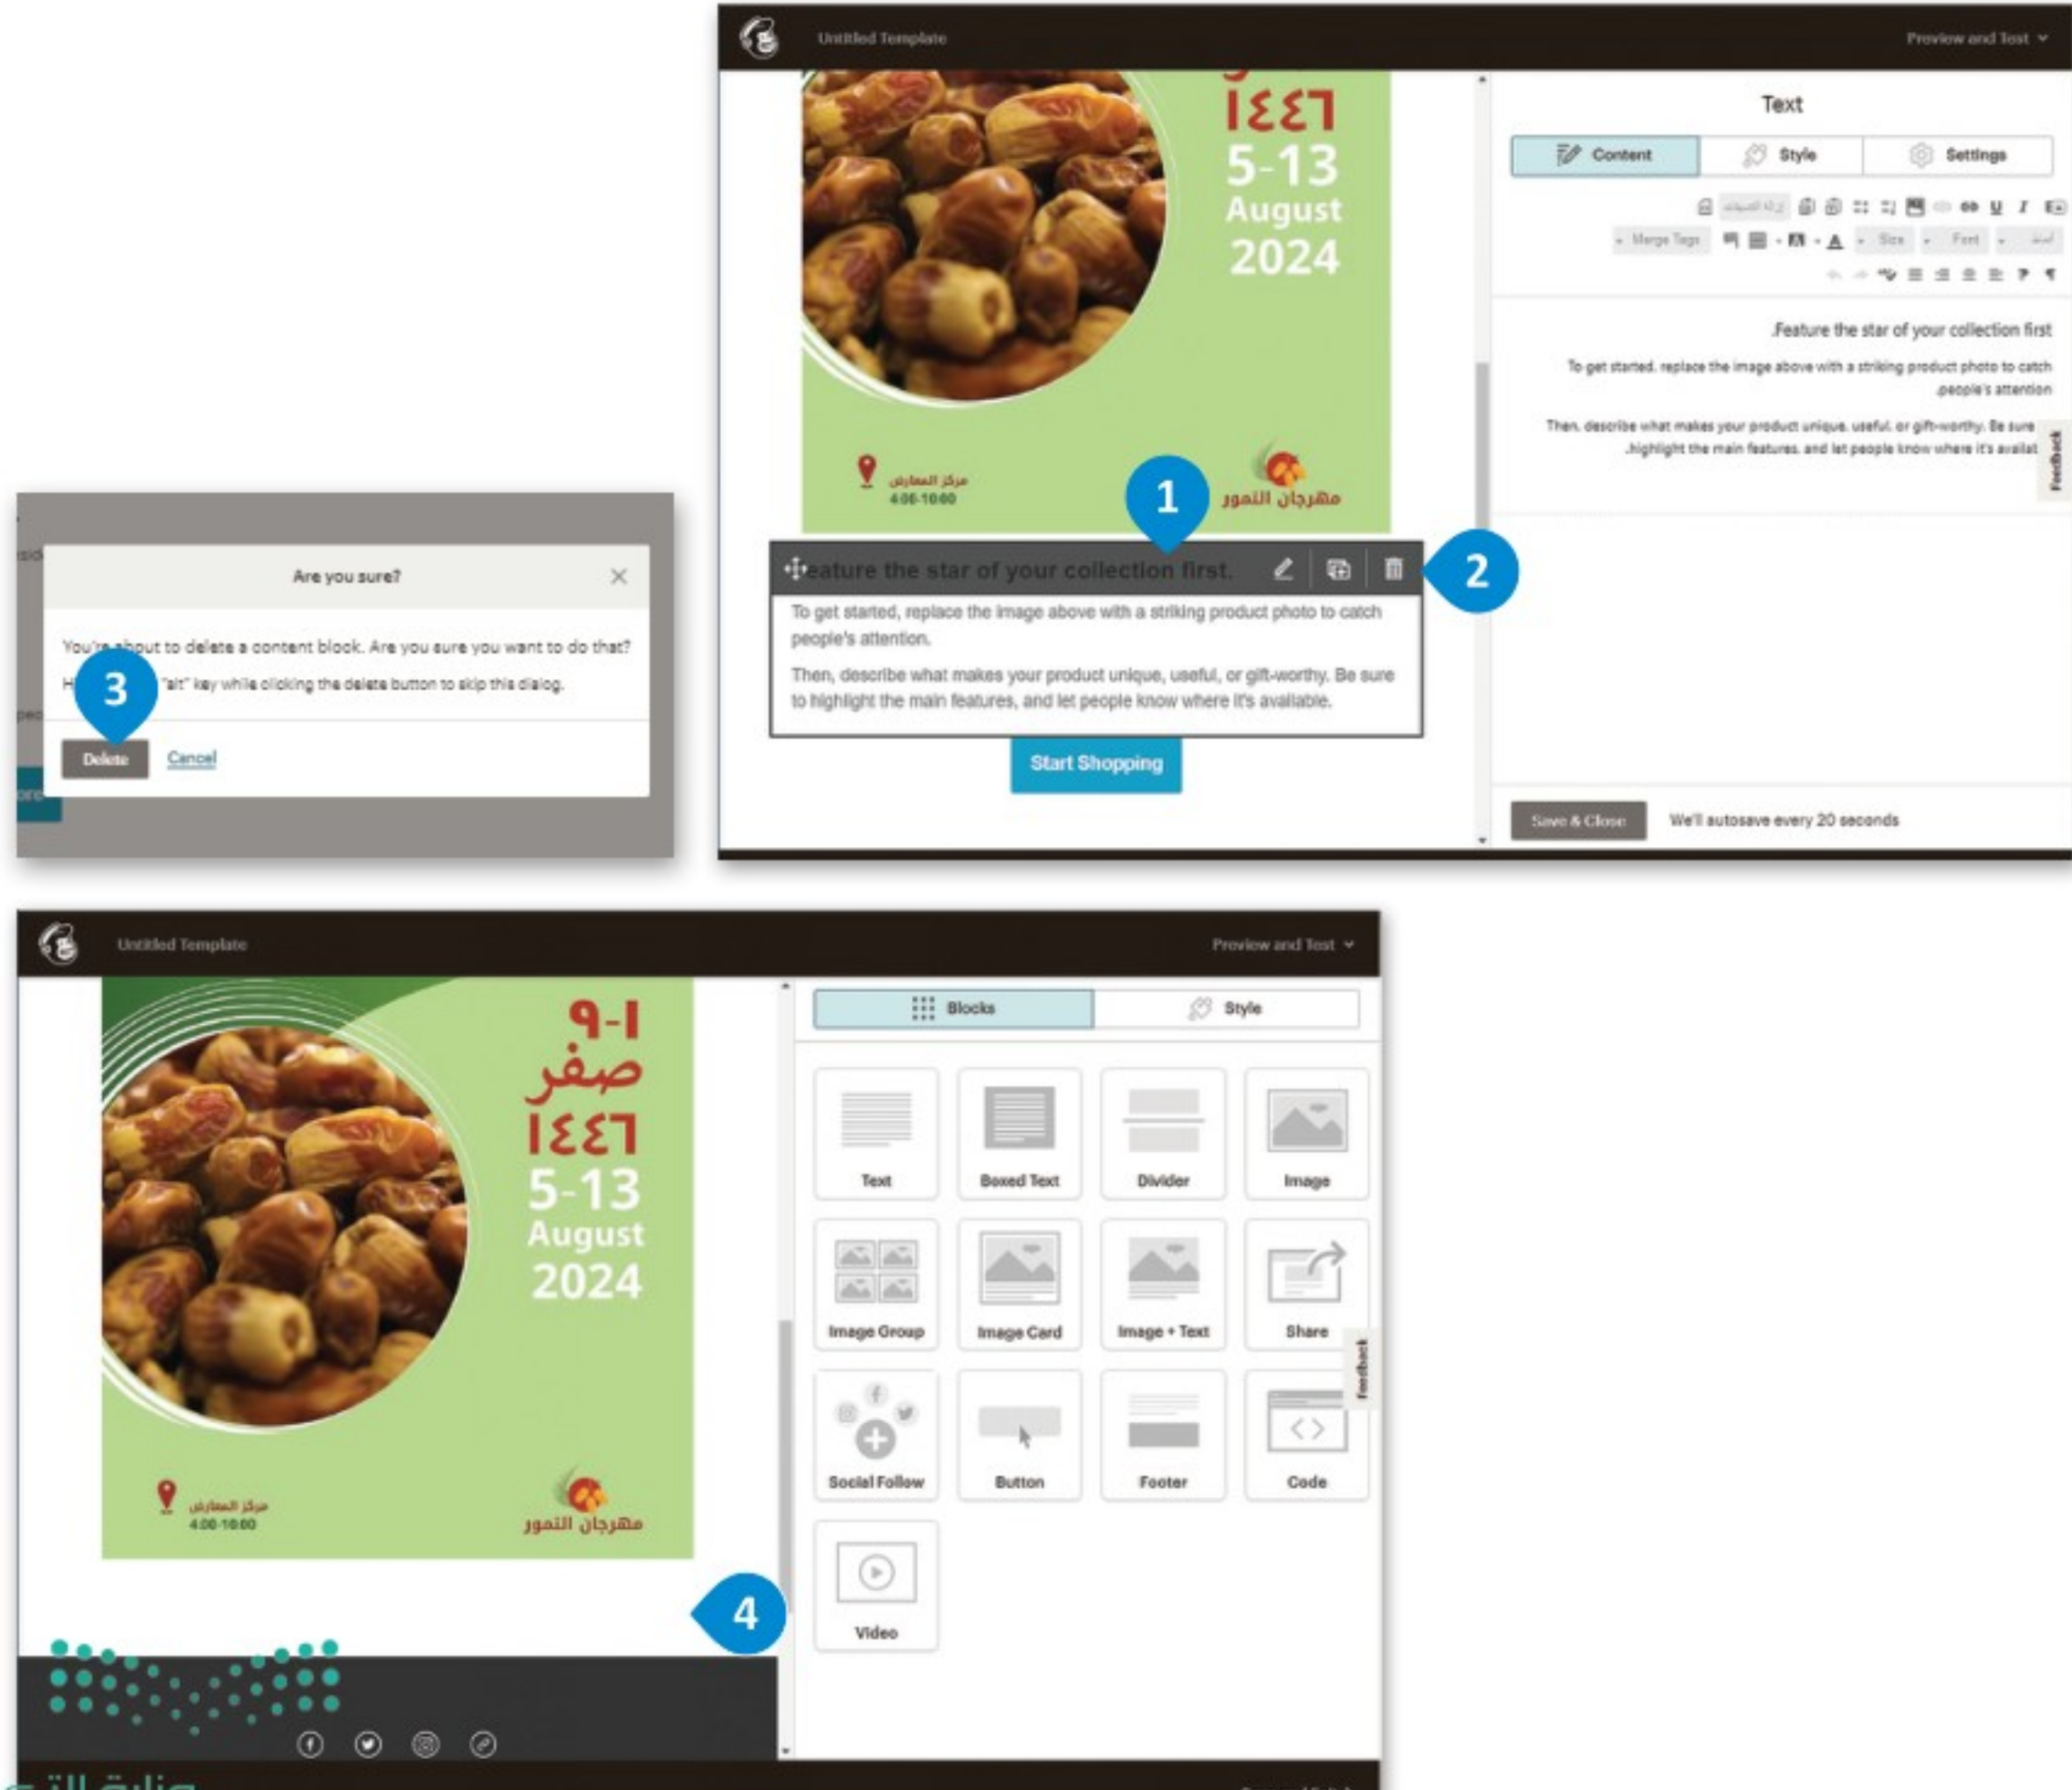 Untitled Template
Preview and Test
١٤٤٦
5-13
August
2024
مركز المعارض
4:00-10:00
مهرجان التمور
1
2
Feature the star of your collection first.
To get started, replace the image above with a striking product photo to catch
people's attention.
Then, describe what makes your product unique, useful, or gift-worthy. Be sure
to highlight the main features, and let people know where it's available.
Start Shopping
Text
Content
Style
Settings
Merge Tags
Size
Font
.Feature the star of your collection first
To get started, replace the image above with a striking product photo to catch
.people's attention
Then, describe what makes your product unique, useful, or gift-worthy. Be sure
.highlight the main features, and let people know where it's availab
Feedback
Save & Close
We'll autosave every 20 seconds
Are you sure?
You're about to delete a content block. Are you sure you want to do that?
"alt" key while clicking the delete button to skip this dialog.
3
Delete
Cancel
Untitled Template
Preview and Test
١-٩
صفر
١٤٤٦
5-13
August
2024
مركز المعارض
4:00-10:00
مهرجان التمور
4
Blocks
Style
Text
Boxed Text
Divider
Image
Image Group
Image Card
Image + Text
Share
Feedback
Social Follow
Button
Footer
Code
Video